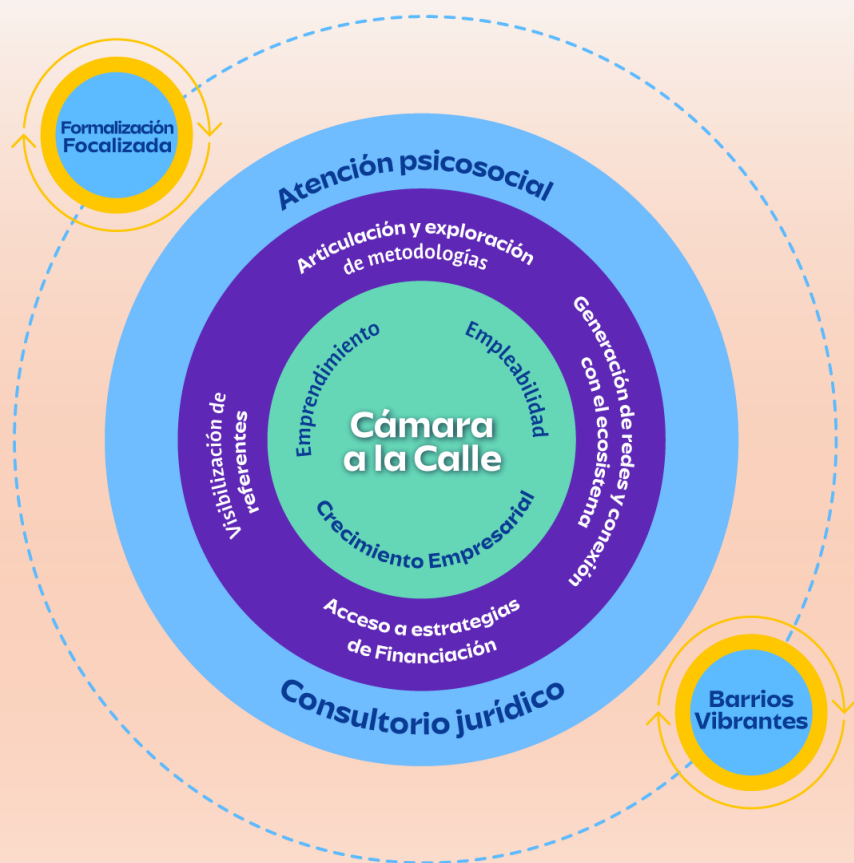 Formalización
Focalizada
Atención psicosocial
Articulación y exploración
de metodologías
Generación de redes y conexión
con el ecosistema
Emprendimiento
Empleabilidad
Cámara
a la Calle
Visibilización de
referentes
Crecimiento Empresarial
Acceso a estrategias
de Financiación
Consultorio jurídico
Barrios
Vibrantes